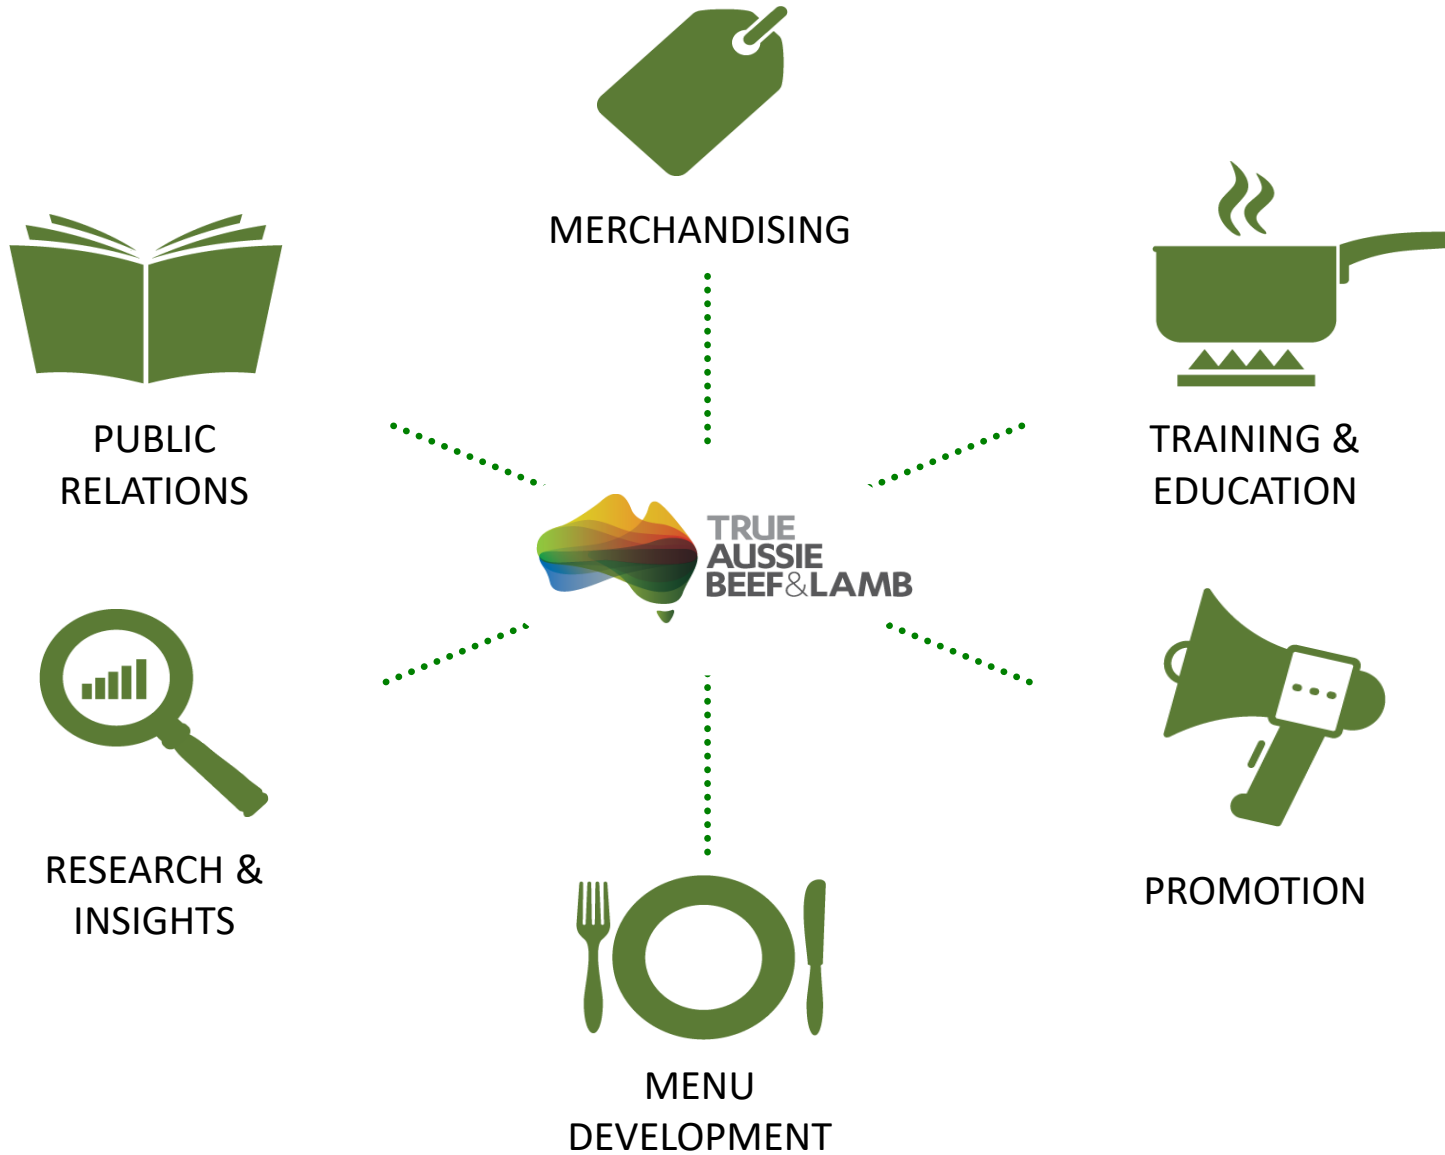 MERCHANDISING
PUBLIC
RELATIONS
TRAINING &
EDUCATION
TRUE
AUSSIE
BEEF&LAMB
RESEARCH &
INSIGHTS
PROMOTION
MENU
DEVELOPMENT